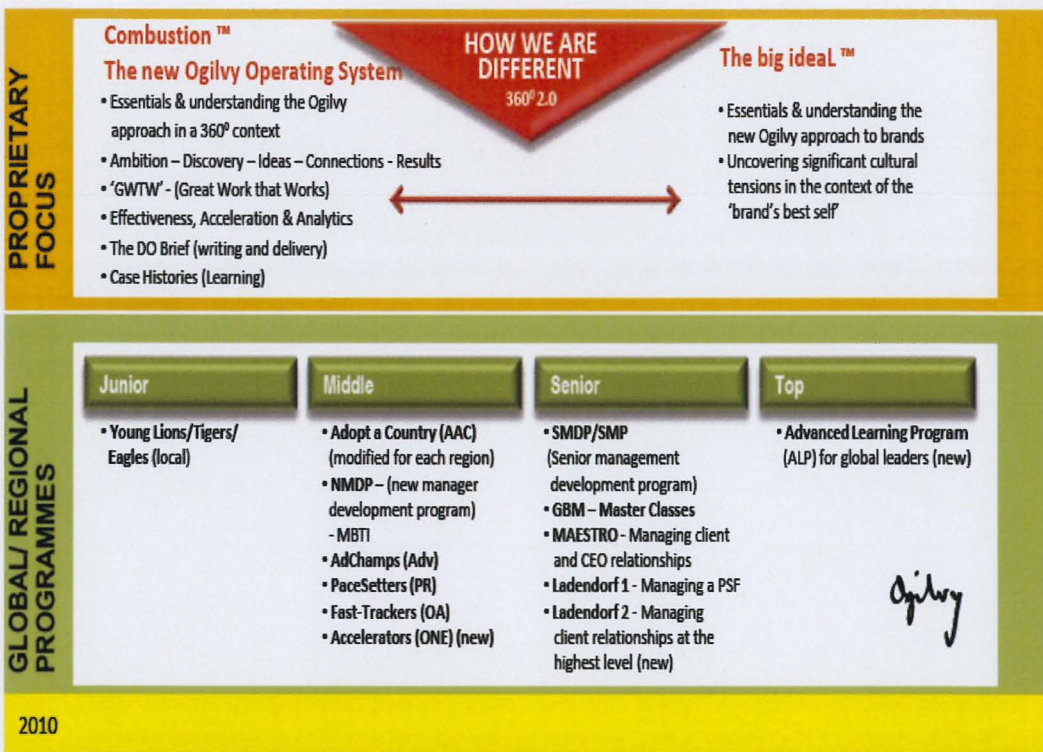 PROPRIETARY
FOCUS
Combustion ™
The new Ogilvy Operating System
• Essentials & understanding the Ogilvy
approach in a 360⁰ context
• Ambition – Discovery – Ideas – Connections - Results
• ‘GWTW’ - (Great Work that Works)
• Effectiveness, Acceleration & Analytics
• The DO Brief (writing and delivery)
• Case Histories (Learning)
HOW WE ARE
DIFFERENT
360⁰ 2.0
The big ideaL ™
• Essentials & understanding the
new Ogilvy approach to brands
• Uncovering significant cultural
tensions in the context of the
‘brand’s best self’
GLOBAL/ REGIONAL
PROGRAMMES
Junior
• Young Lions/Tigers/
Eagles (local)
Middle
• Adopt a Country (AAC)
(modified for each region)
• NMDP – (new manager
development program)
- MBTI
• AdChamps (Adv)
• PaceSetters (PR)
• Fast-Trackers (OA)
• Accelerators (ONE) (new)
Senior
• SMDP/SMP
(Senior management
development program)
• GBM – Master Classes
• MAESTRO - Managing client
and CEO relationships
• Ladendorf 1 - Managing a PSF
• Ladendorf 2 - Managing
client relationships at the
highest level (new)
Top
• Advanced Learning Program
(ALP) for global leaders (new)
Ogilvy
2010